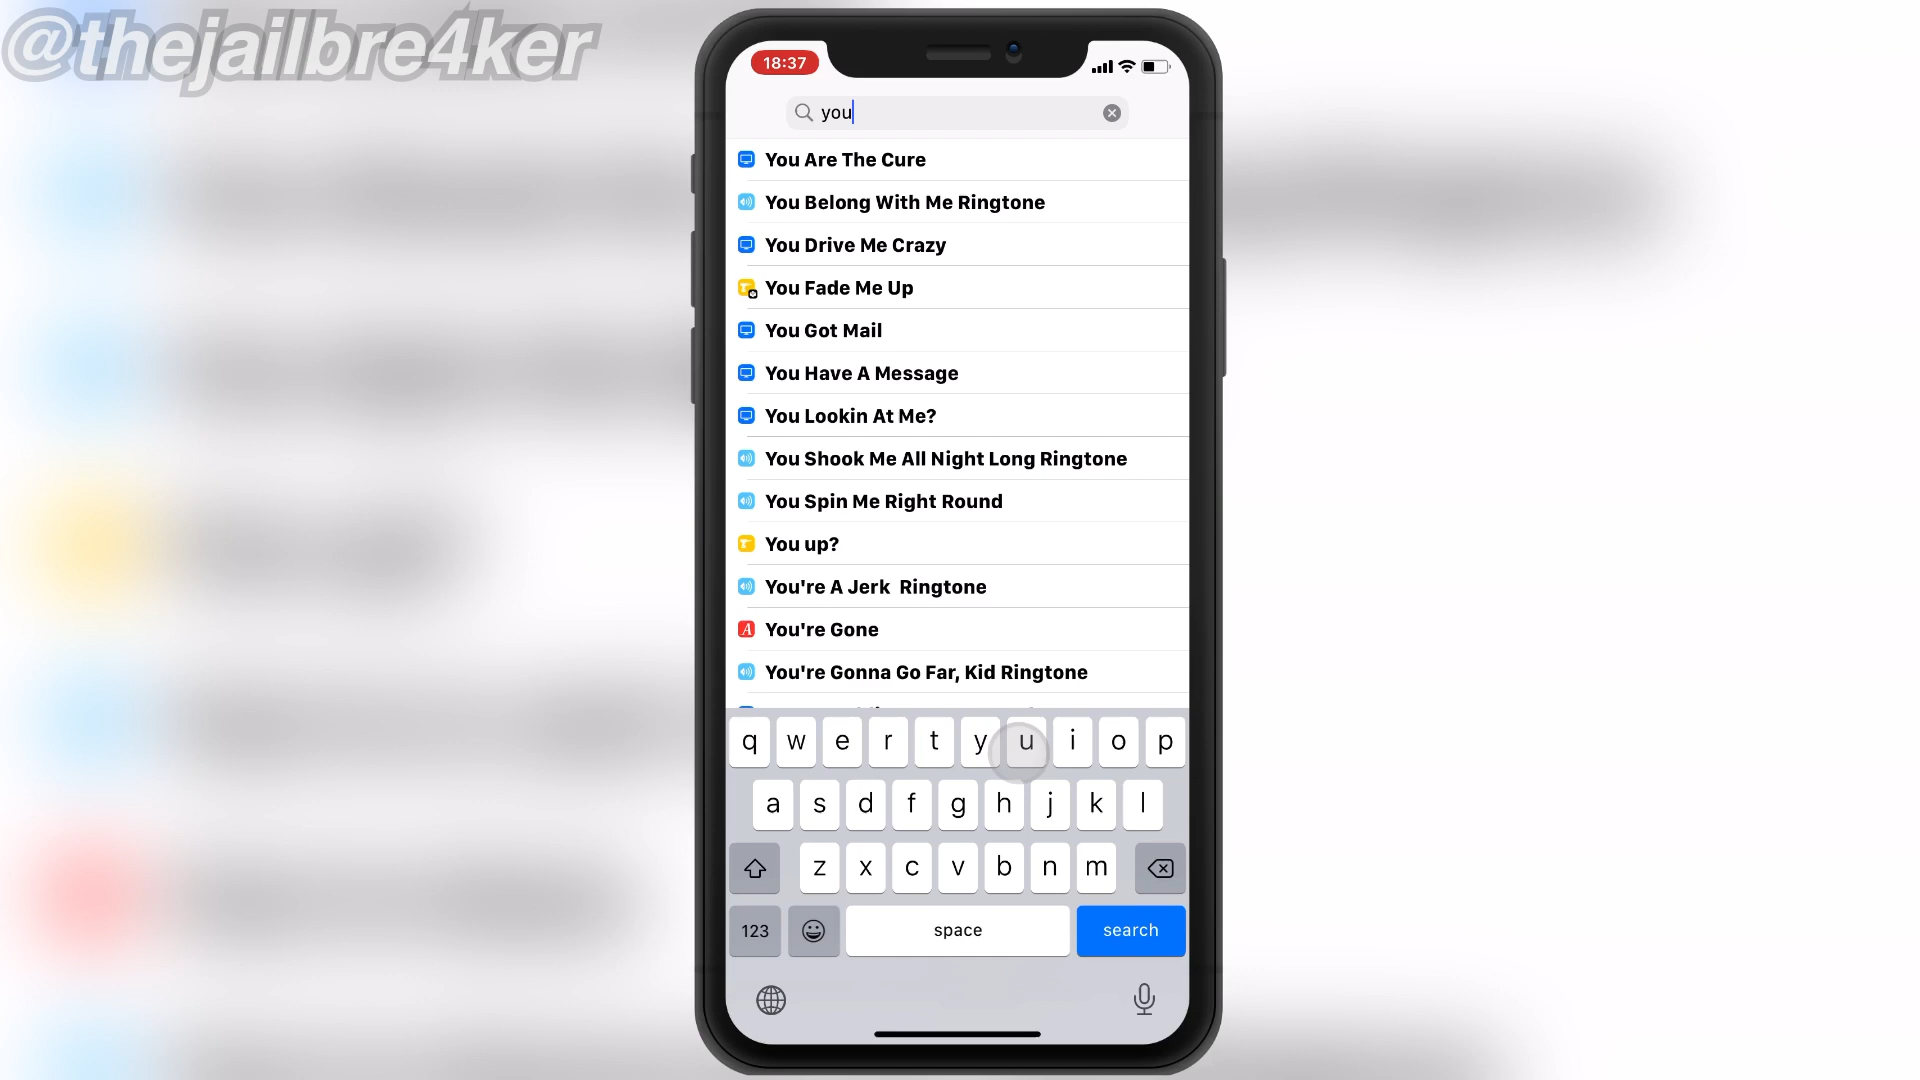 @thejailbre4ker
18:37
you
You Are The Cure
You Belong With Me Ringtone
You Drive Me Crazy
You Fade Me Up
You Got Mail
You Have A Message
You Lookin At Me?
You Shook Me All Night Long Ringtone
You Spin Me Right Round
You up?
You're A Jerk  Ringtone
You're Gone
You're Gonna Go Far, Kid Ringtone
q w e r t y u i o p
a s d f g h j k l
z x c v b n m
123 space search